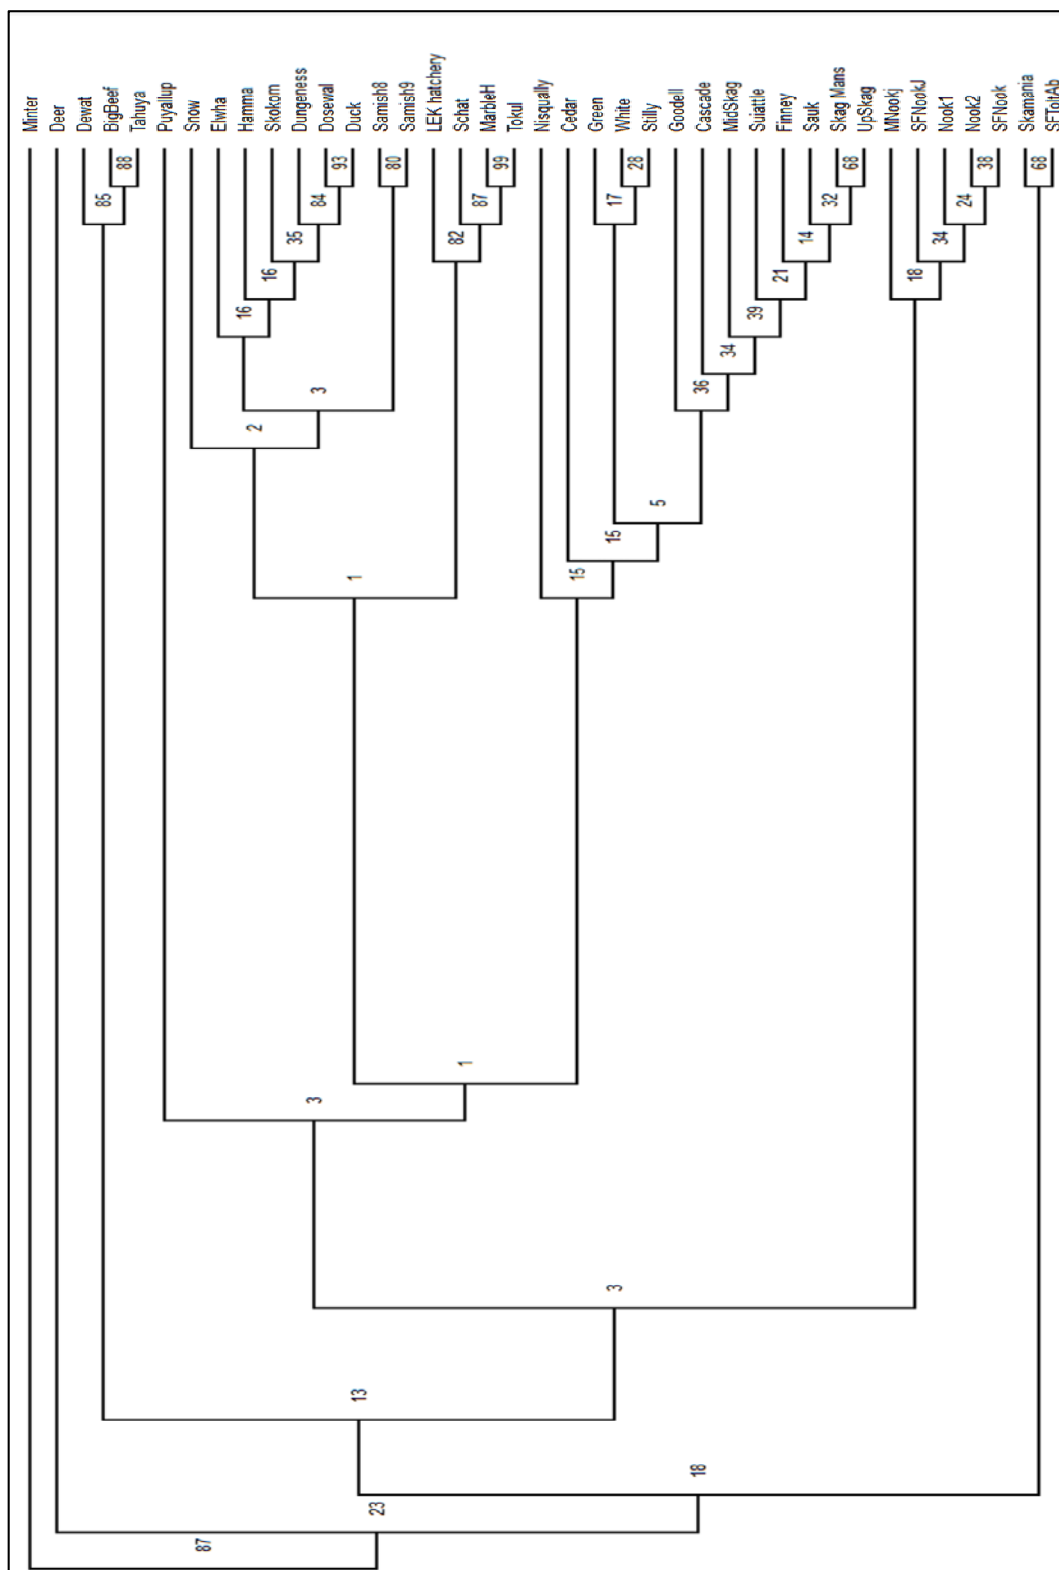 Minter
Deer
Dewat
BigBeef
Tahuya
Puyallup
Snow
Elwha
Hamma
Skokom
Dungeness
Dosewal
Duck
Samish8
Samish9
LEK hatchery
Schat
MarbleH
Tokul
Nisqually
Cedar
Green
White
Stilly
Goodell
Cascade
MidSkag
Suiattle
Finney
Sauk
Skag Mans
UpSkag
MNookj
SFNookJ
Nook1
Nook2
SFNook
Skamania
SFToltAb
88
93
80
99
28
68
38
68
85
84
87
17
32
24
35
82
14
34
16
21
18
16
39
34
3
36
2
5
15
1
15
1
3
3
13
18
23
87